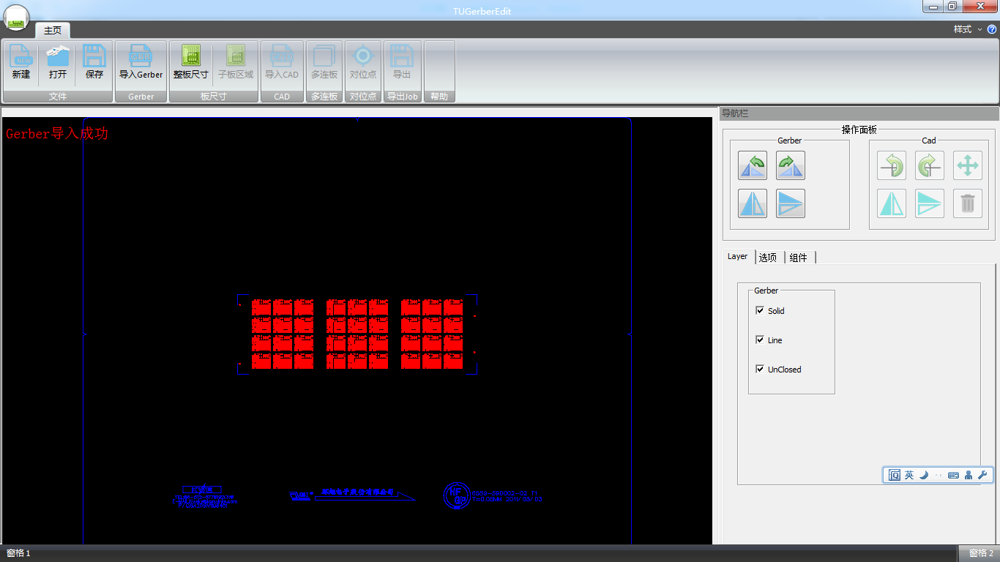 TUGerberEdit
主页
样式
新建
打开
保存
导入Gerber
整板尺寸
子板区域
导入CAD
多连板
对位点
导出
文件
Gerber
板尺寸
CAD
多连板
对位点
导出Job
帮助
Gerber导入成功
导航栏
操作面板
Gerber
Cad
Layer
选项
组件
Gerber
Solid
Line
UnClosed
英
窗格 1
窗格 2